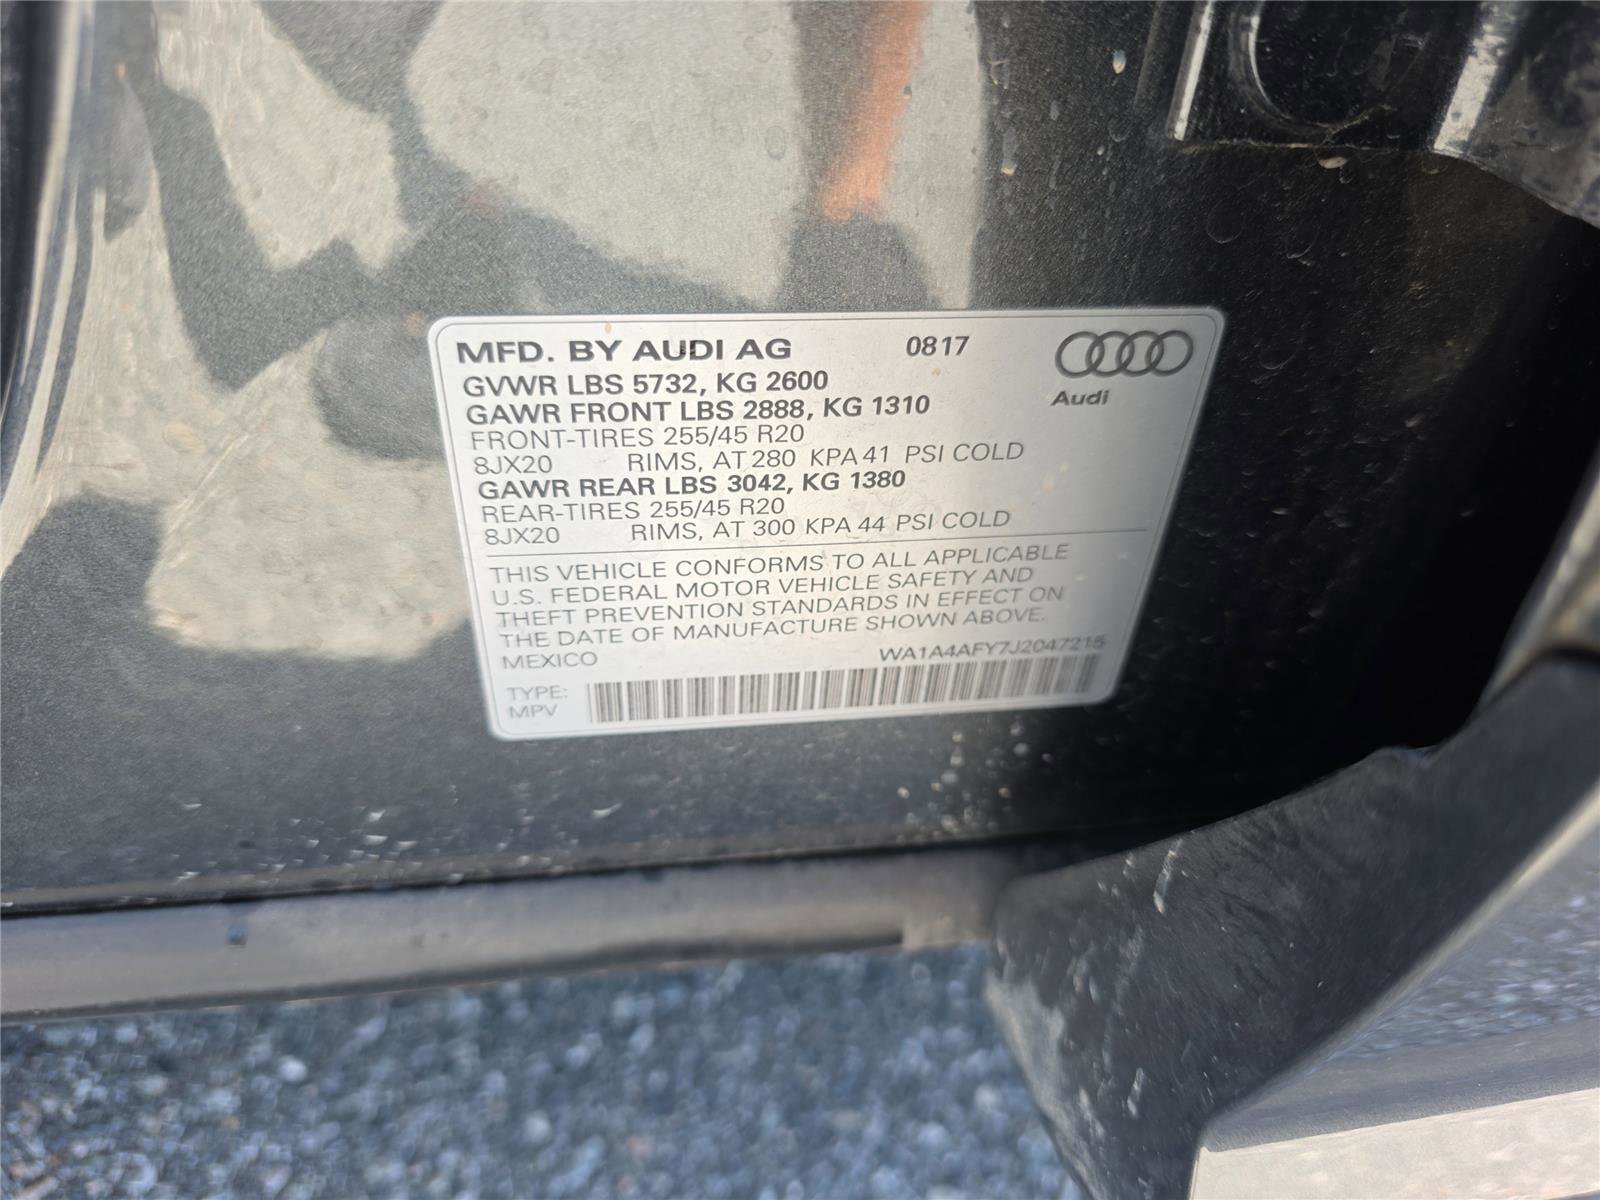 MFD. BY AUDI AG 0817
GVWR LBS 5732, KG 2600
GAWR FRONT LBS 2888, KG 1310
Audi
FRONT-TIRES 255/45 R20
8JX20 RIMS, AT 280 KPA 41 PSI COLD
GAWR REAR LBS 3042, KG 1380
REAR-TIRES 255/45 R20
8JX20 RIMS, AT 300 KPA 44 PSI COLD
THIS VEHICLE CONFORMS TO ALL APPLICABLE
U.S. FEDERAL MOTOR VEHICLE SAFETY AND
THEFT PREVENTION STANDARDS IN EFFECT ON
THE DATE OF MANUFACTURE SHOWN ABOVE.
MEXICO WA1A4AFY7J2047215
TYPE:
MPV